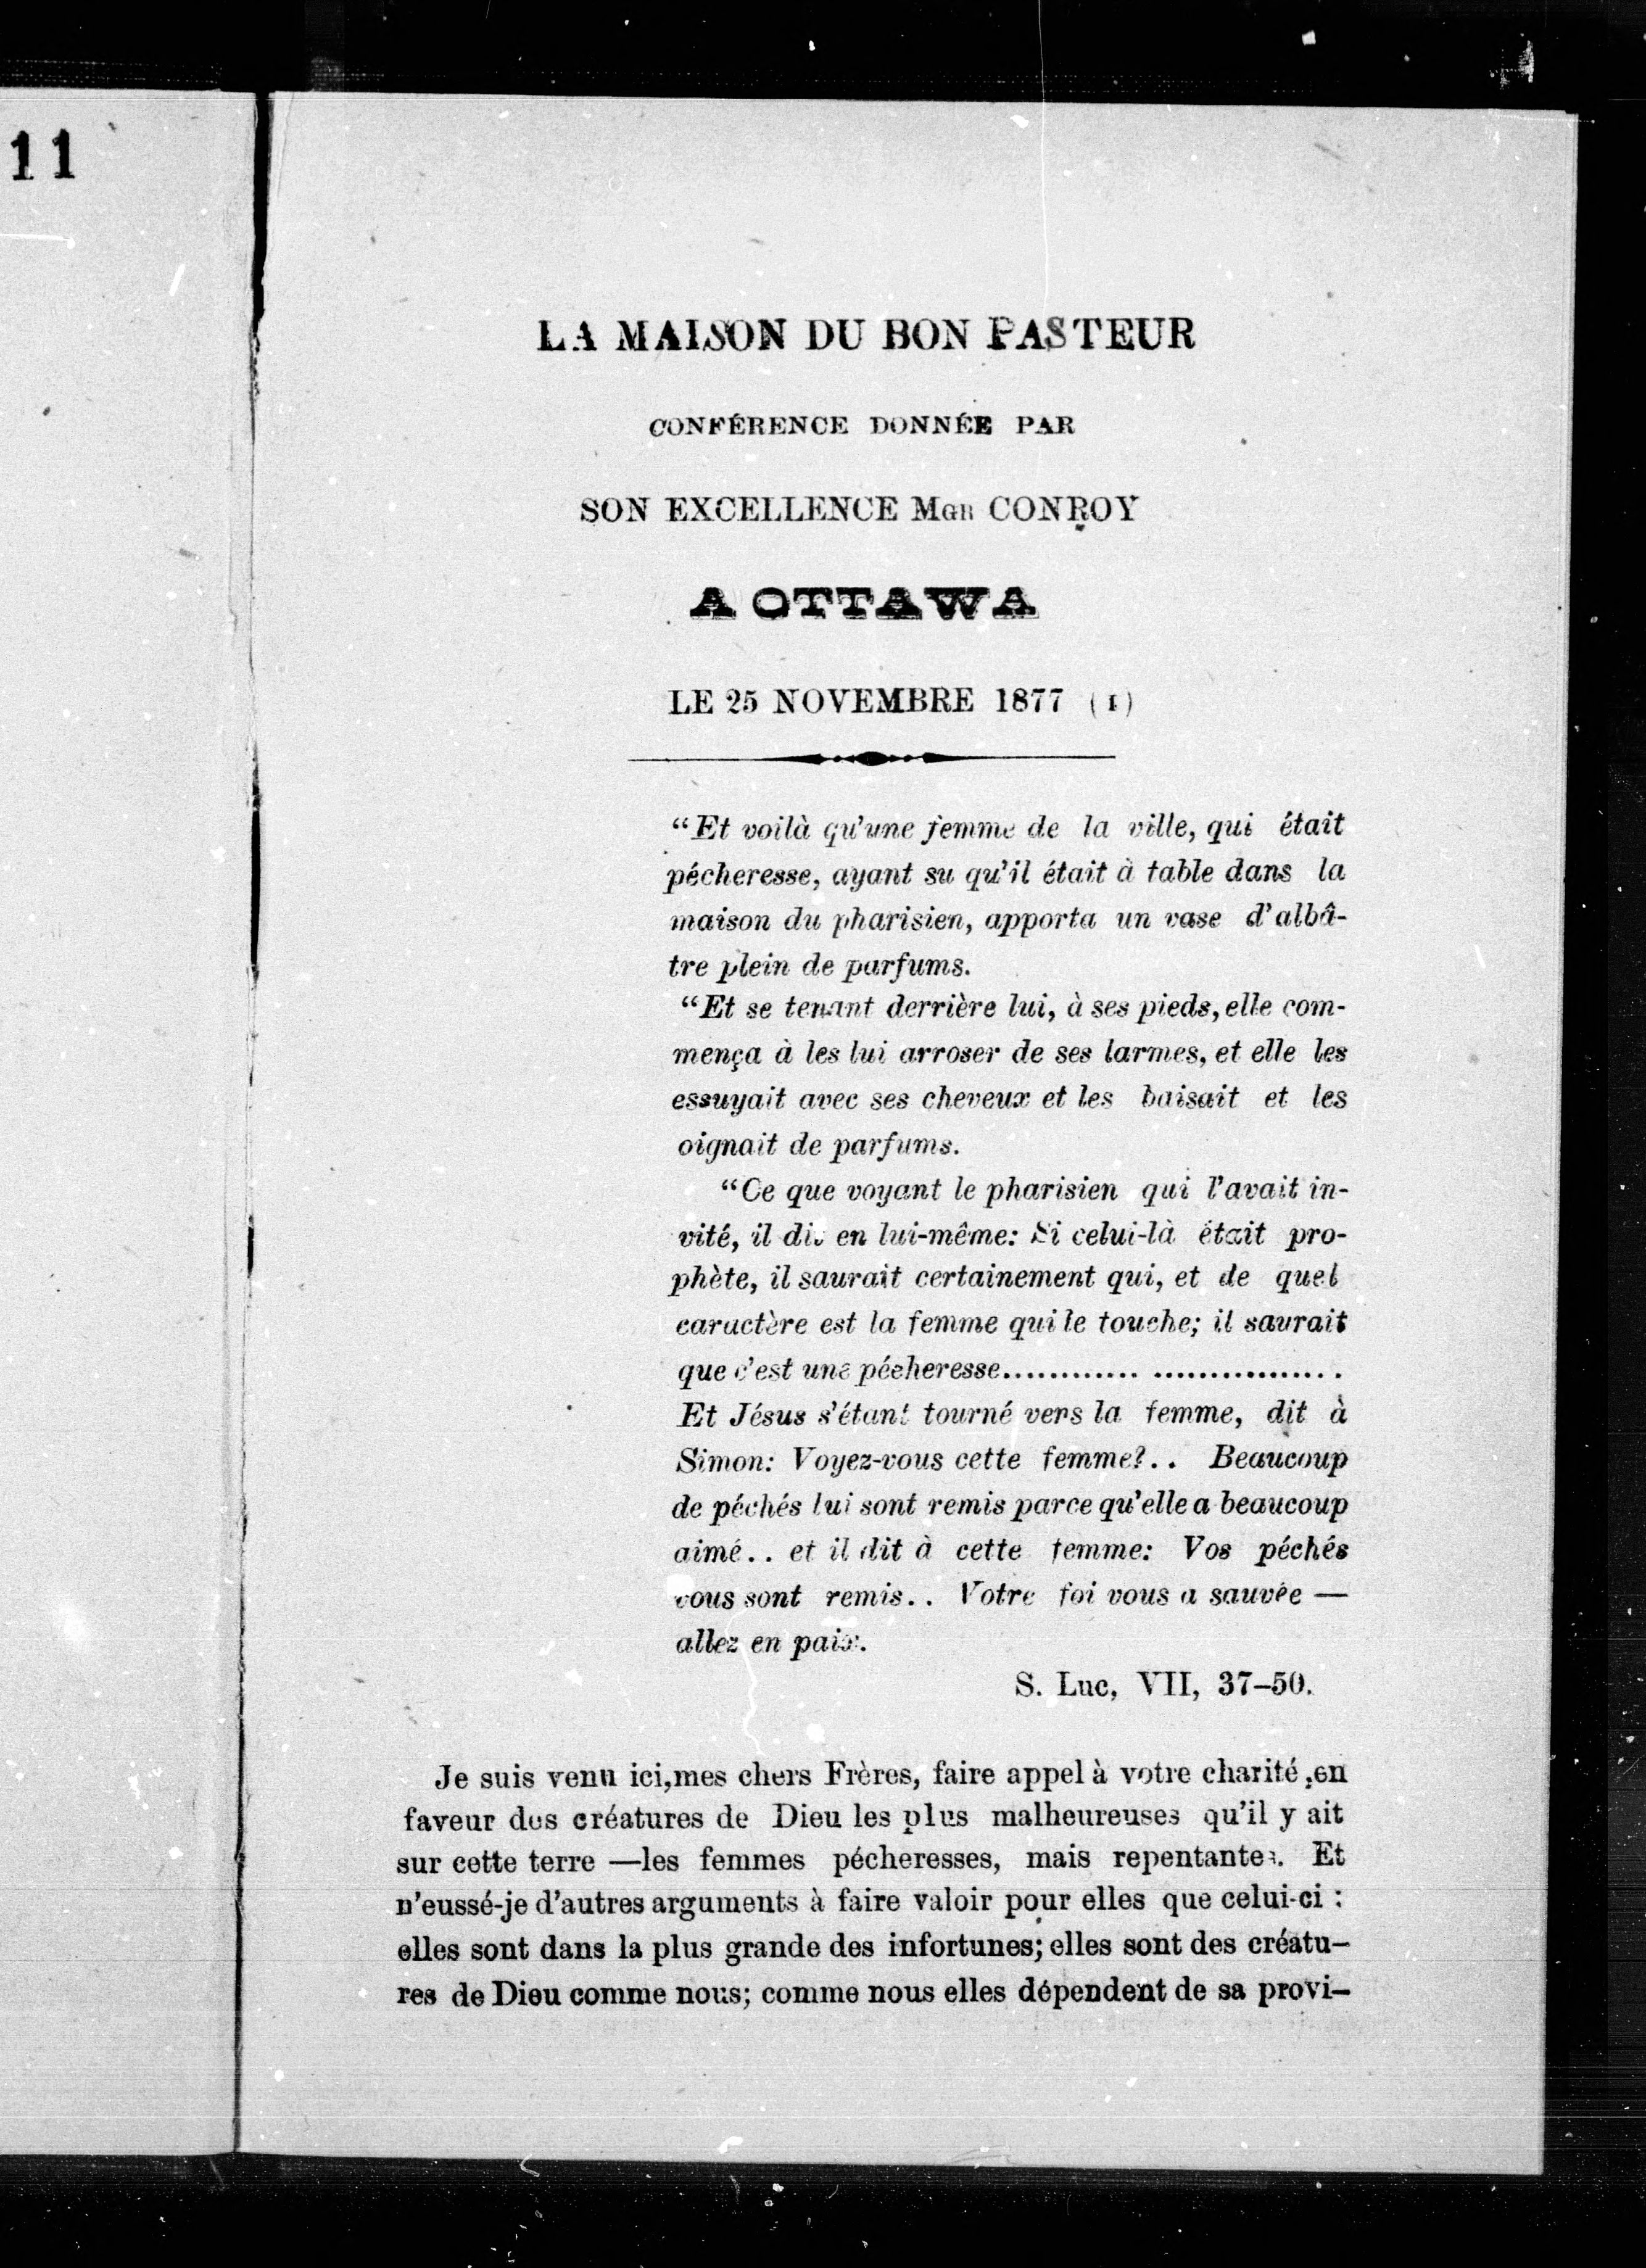 11
LA MAISON DU BON PASTEUR
CONFÉRENCE DONNÉE PAR
SON EXCELLENCE MGR CONROY
A OTTAWA
LE 25 NOVEMBRE 1877 (1)
“Et voilà qu'une femme de la ville, qui était
pécheresse, ayant su qu'il était à table dans la
maison du pharisien, apporta un vase d'albâ-
tre plein de parfums.
“Et se tenant derrière lui, à ses pieds, elle com-
mença à les lui arroser de ses larmes, et elle les
essuyait avec ses cheveux et les baisait et les
oignait de parfums.
“Ce que voyant le pharisien qui l'avait in-
vité, il dit en lui-même: Si celui-là était pro-
phète, il saurait certainement qui, et de quel
caractère est la femme qui le touche; il saurait
que c'est une pécheresse............ ................
Et Jésus s'étant tourné vers la femme, dit à
Simon: Voyez-vous cette femme?.. Beaucoup
de péchés lui sont remis parce qu'elle a beaucoup
aimé.. et il dit à cette femme: Vos péchés
vous sont remis.. Votre foi vous a sauvée —
allez en paix.
S. Luc, VII, 37-50.
Je suis venu ici, mes chers Frères, faire appel à votre charité, en
faveur des créatures de Dieu les plus malheureuses qu'il y ait
sur cette terre —les femmes pécheresses, mais repentantes. Et
n'eussé-je d'autres arguments à faire valoir pour elles que celui-ci :
elles sont dans la plus grande des infortunes; elles sont des créatu-
res de Dieu comme nous; comme nous elles dépendent de sa provi-